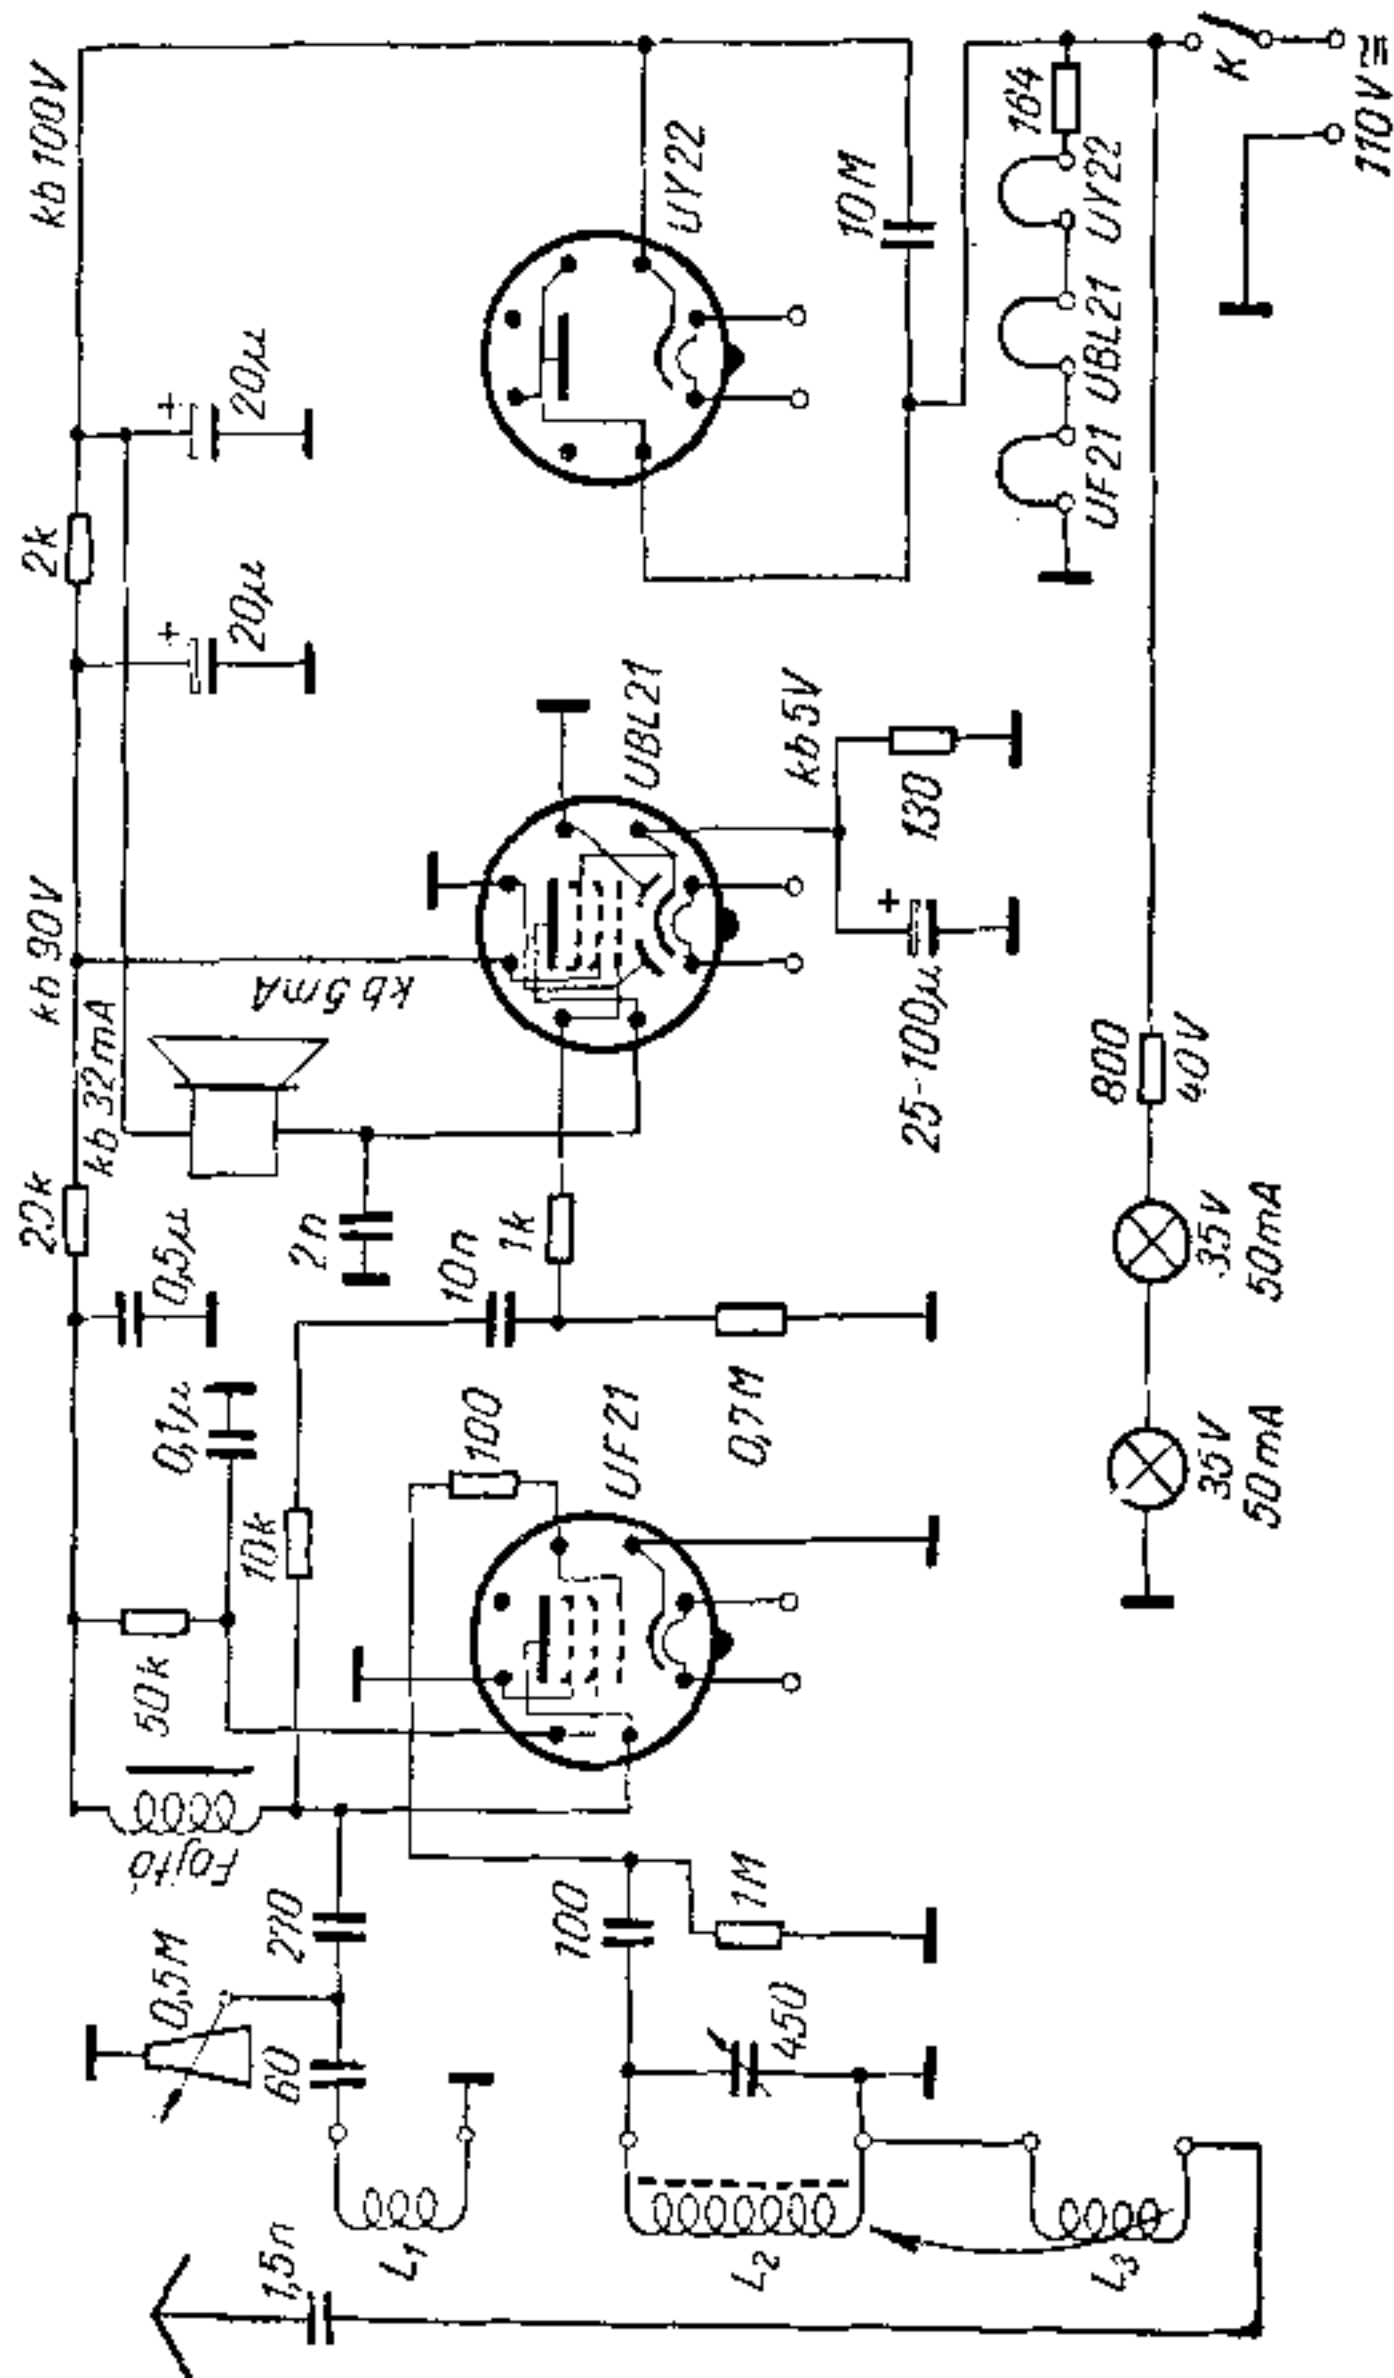 1,5n
L1
L2
L3
0,5M
60
270
450
Fojtó
100
1M
50k
0,1µ
10k
0,5µ
20k
kb 32mA
kb 90V
100
UF21
10n
1k
0,7M
2n
kb 5mA
UBL21
kb 5V
130
25-100µ
20µ
2k
20µ
kb 100V
UY22
10M
35V
50mA
35V
50mA
800
40V
UF21 UBL21 UY22
164
K
110V ≂